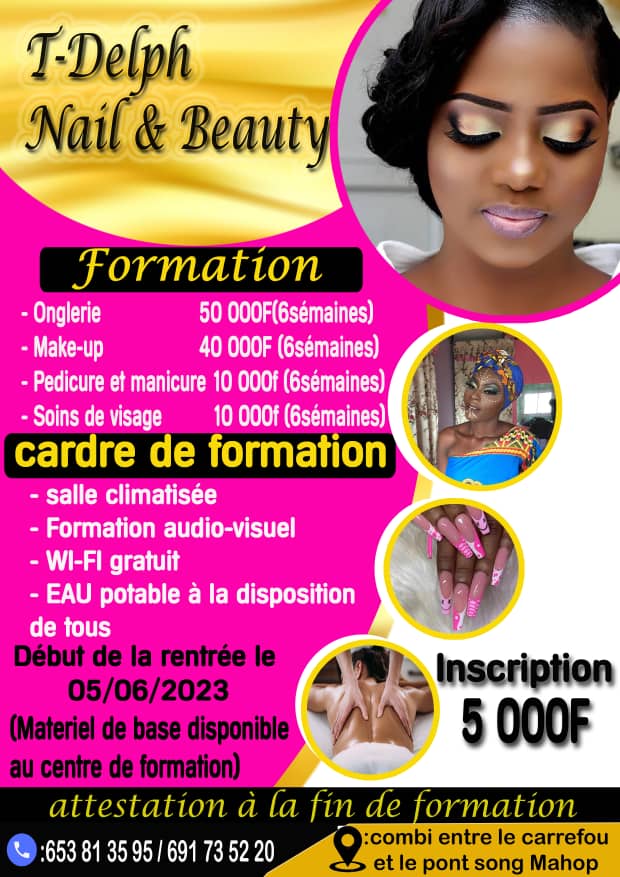 T-Delph
Nail & Beauty
Formation
- Onglerie 50 000F(6sémaines)
- Make-up 40 000F (6sémaines)
- Pedicure et manicure 10 000f (6sémaines)
- Soins de visage 10 000f (6sémaines)
cardre de formation
- salle climatisée
- Formation audio-visuel
- WI-FI gratuit
- EAU potable à la disposition
de tous
Début de la rentrée le
05/06/2023
(Materiel de base disponible
au centre de formation)
Inscription
5 000F
attestation à la fin de formation
:653 81 35 95 / 691 73 52 20
:combi entre le carrefou
et le pont song Mahop